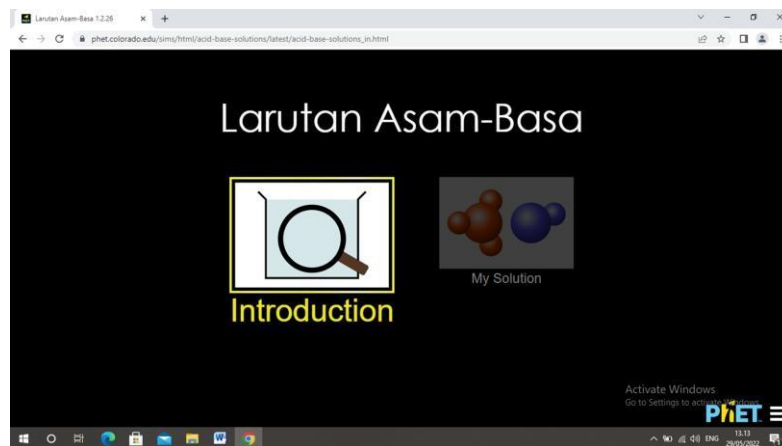 Larutan Asam-Basa 1.2.26
phet.colorado.edu/sims/html/acid-base-solutions/latest/acid-base-solutions_in.html
Larutan Asam-Basa
Introduction
My Solution
Activate Windows
Go to Settings to activate Windows.
PhET
ENG
13.13
29/05/2022